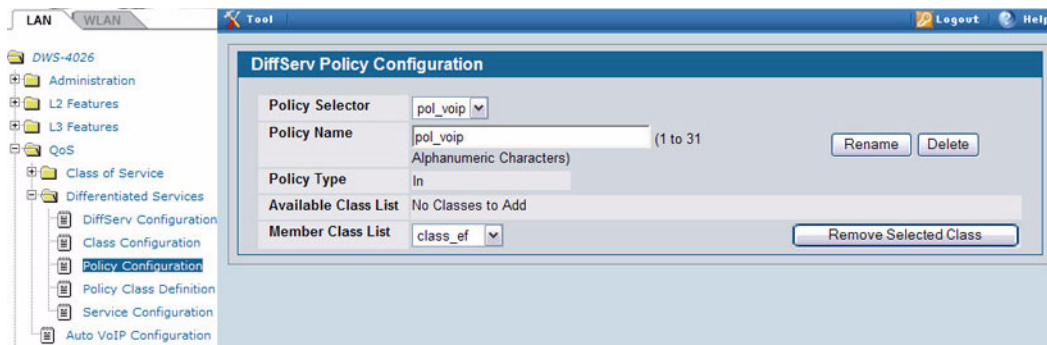 LAN WLAN
Tool
Logout Help
DWS-4026
Administration
L2 Features
L3 Features
QoS
Class of Service
Differentiated Services
DiffServ Configuration
Class Configuration
Policy Configuration
Policy Class Definition
Service Configuration
Auto VoIP Configuration
DiffServ Policy Configuration
Policy Selector pol_voip
Policy Name pol_voip (1 to 31
Alphanumeric Characters)
Rename Delete
Policy Type In
Available Class List No Classes to Add
Member Class List class_ef Remove Selected Class